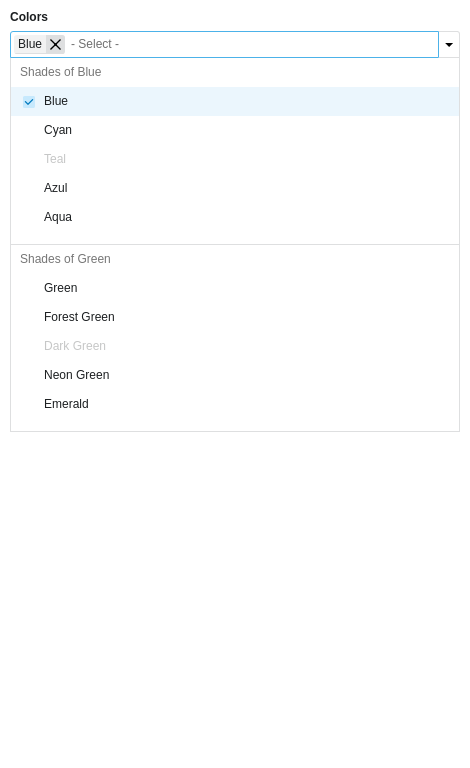 Colors
Blue - Select -
Shades of Blue
Blue
Cyan
Teal
Azul
Aqua
Shades of Green
Green
Forest Green
Dark Green
Neon Green
Emerald